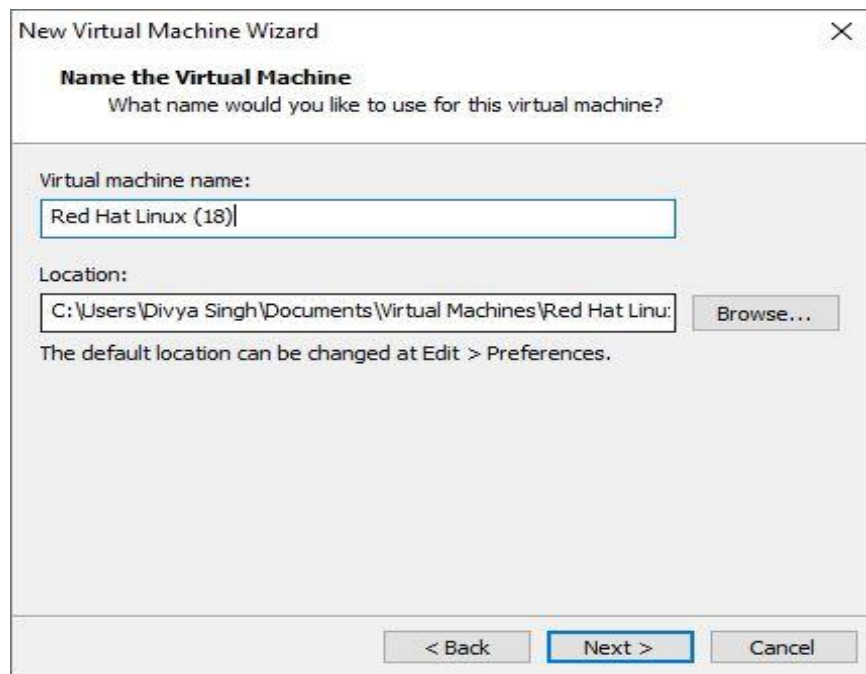 New Virtual Machine Wizard
Name the Virtual Machine
What name would you like to use for this virtual machine?
Virtual machine name:
Red Hat Linux (18)
Location:
C:\Users\Divya Singh\Documents\Virtual Machines\Red Hat Linu
Browse...
The default location can be changed at Edit > Preferences.
< Back Next > Cancel